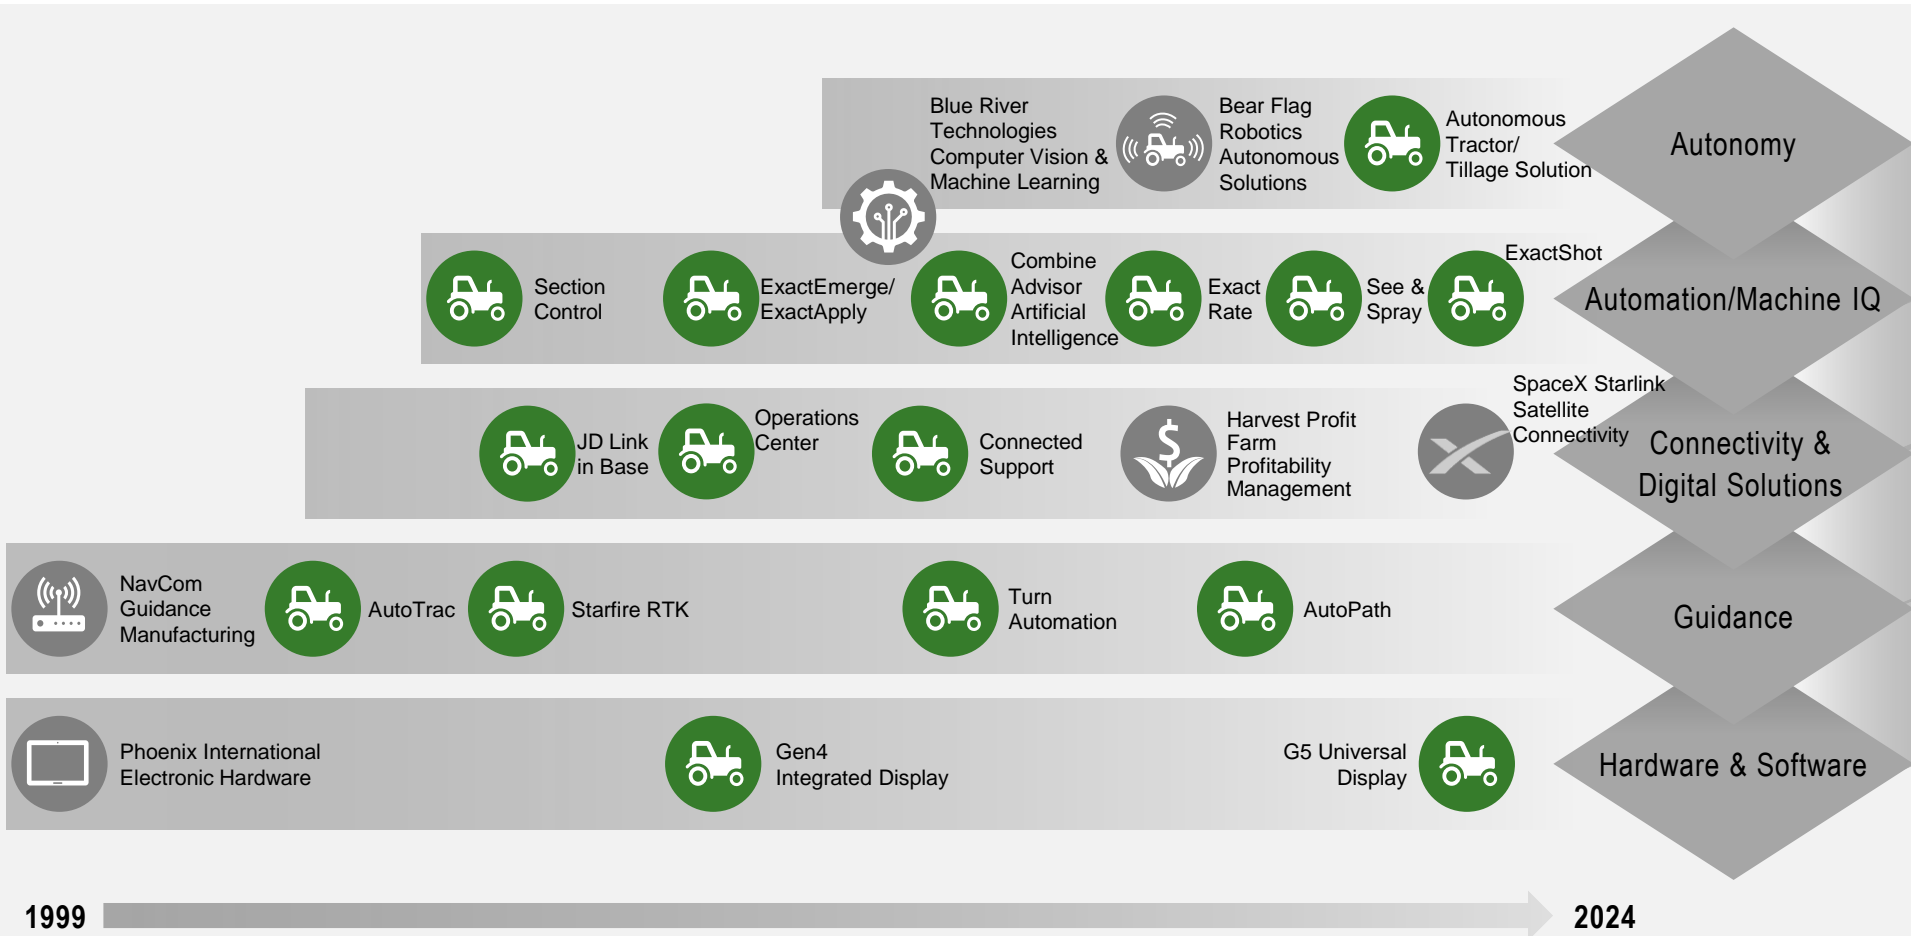 Blue River
Technologies
Computer Vision &
Machine Learning
Bear Flag
Robotics
Autonomous
Solutions
Autonomous
Tractor/
Tillage Solution
Autonomy
Section
Control
ExactEmerge/
ExactApply
Combine
Advisor
Artificial
Intelligence
Exact
Rate
See &
Spray
ExactShot
Automation/Machine IQ
JD Link
in Base
Operations
Center
Connected
Support
Harvest Profit
Farm
Profitability
Management
SpaceX Starlink
Satellite
Connectivity
Connectivity &
Digital Solutions
NavCom
Guidance
Manufacturing
AutoTrac
Starfire RTK
Turn
Automation
AutoPath
Guidance
Phoenix International
Electronic Hardware
Gen4
Integrated Display
G5 Universal
Display
Hardware & Software
1999
2024